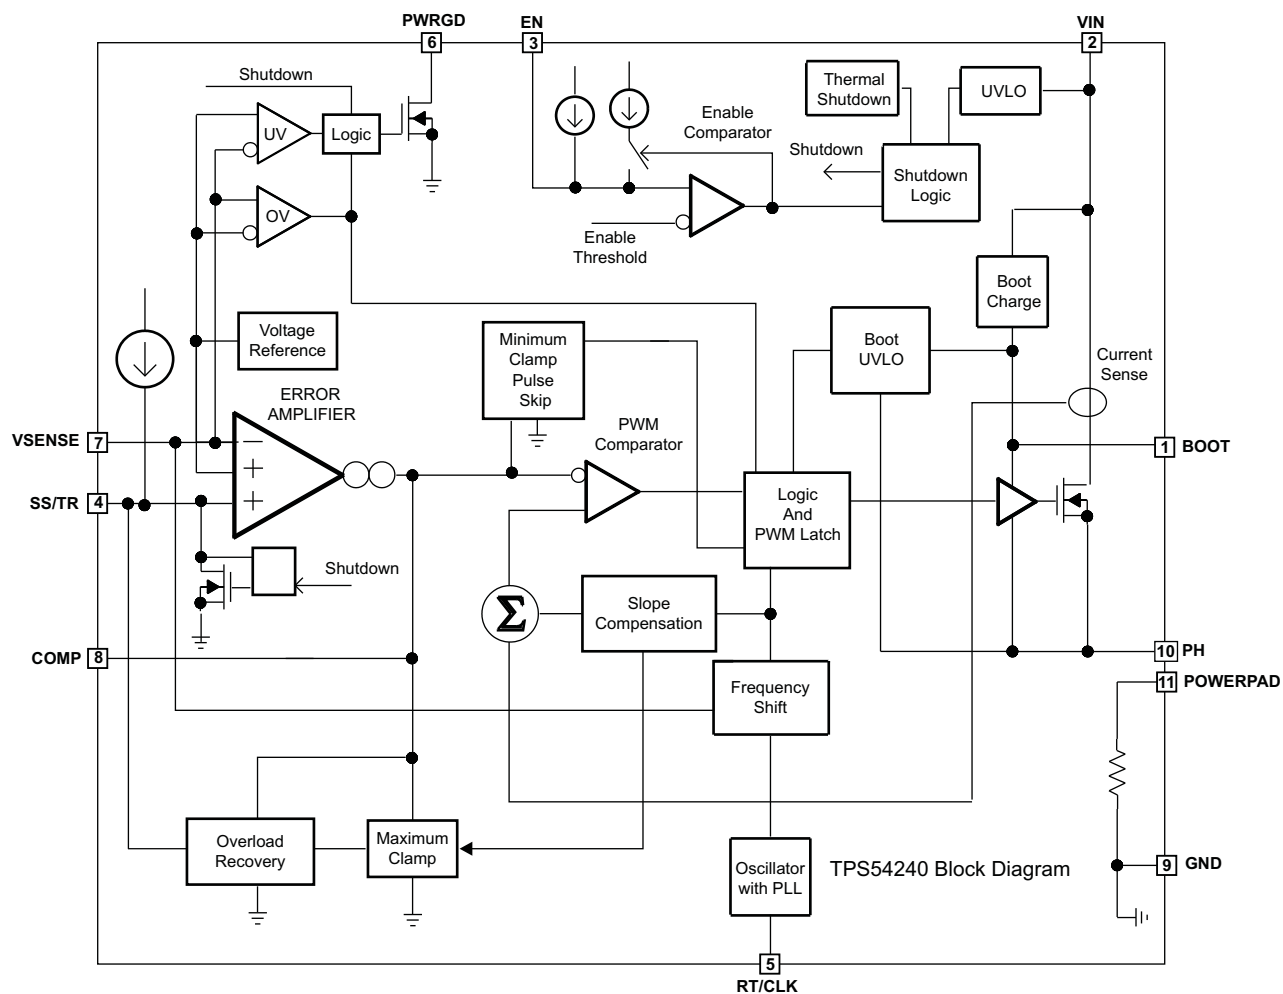 PWRGD
EN
VIN
6
3
2
Shutdown
Thermal
Shutdown
UVLO
UV
Logic
Enable
Comparator
Shutdown
Shutdown
Logic
OV
Enable
Threshold
Boot
Charge
Voltage
Reference
Minimum
Clamp
Pulse
Skip
Boot
UVLO
Current
Sense
ERROR
AMPLIFIER
PWM
Comparator
VSENSE
7
−
1
BOOT
+
SS/TR
4
+
Logic
And
PWM Latch
Shutdown
Σ
Slope
Compensation
COMP
8
10
PH
11
POWERPAD
Frequency
Shift
Overload
Recovery
Maximum
Clamp
Oscillator
with PLL
TPS54240 Block Diagram
9
GND
5
RT/CLK